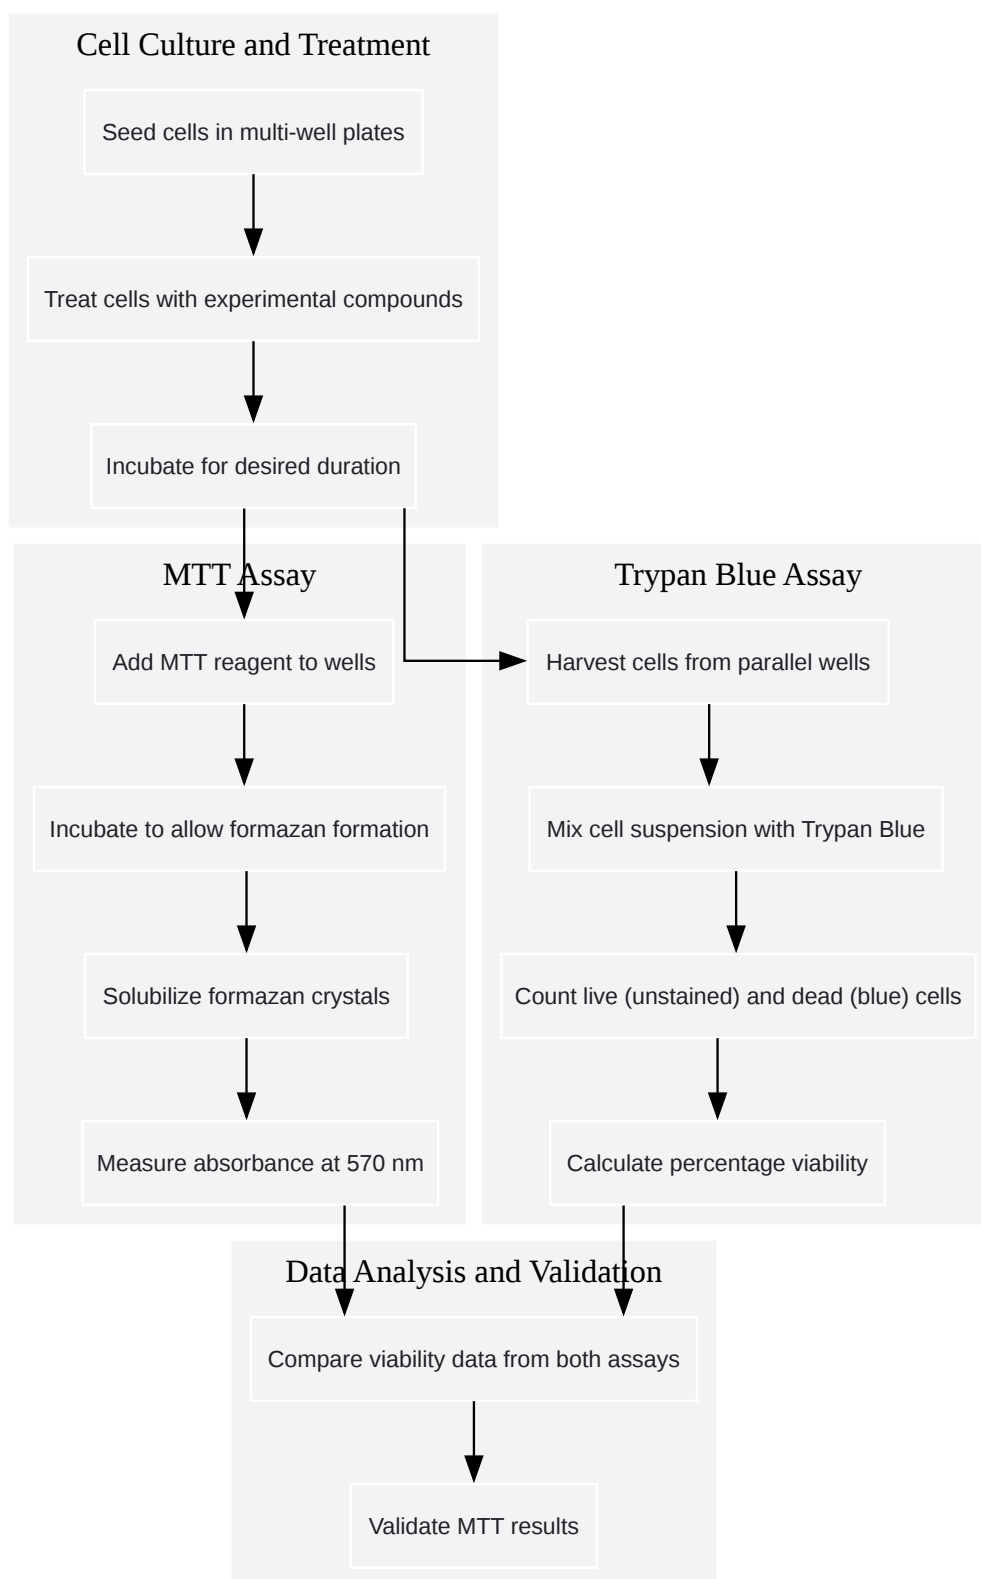 Cell Culture and Treatment
Seed cells in multi-well plates
Treat cells with experimental compounds
Incubate for desired duration
MTT Assay
Add MTT reagent to wells
Incubate to allow formazan formation
Solubilize formazan crystals
Measure absorbance at 570 nm
Trypan Blue Assay
Harvest cells from parallel wells
Mix cell suspension with Trypan Blue
Count live (unstained) and dead (blue) cells
Calculate percentage viability
Data Analysis and Validation
Compare viability data from both assays
Validate MTT results